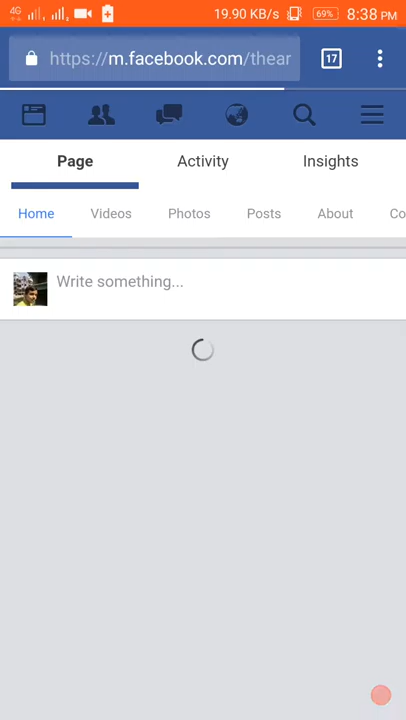 4G 19.90 KB/s 69% 8:38 PM
https://m.facebook.com/thear 17
Page Activity Insights
Home Videos Photos Posts About Co
Write something...